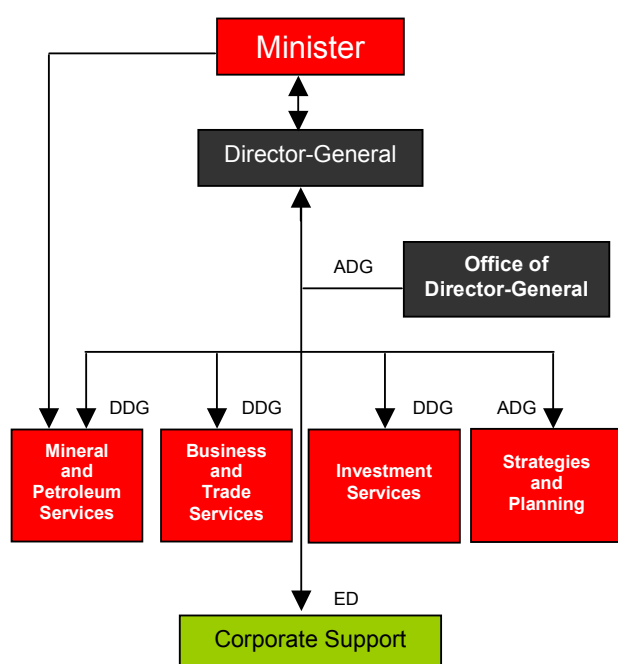 Minister
Director-General
ADG
Office of
Director-General
DDG
DDG
DDG
ADG
Mineral
and
Petroleum
Services
Business
and
Trade
Services
Investment
Services
Strategies
and
Planning
ED
Corporate Support